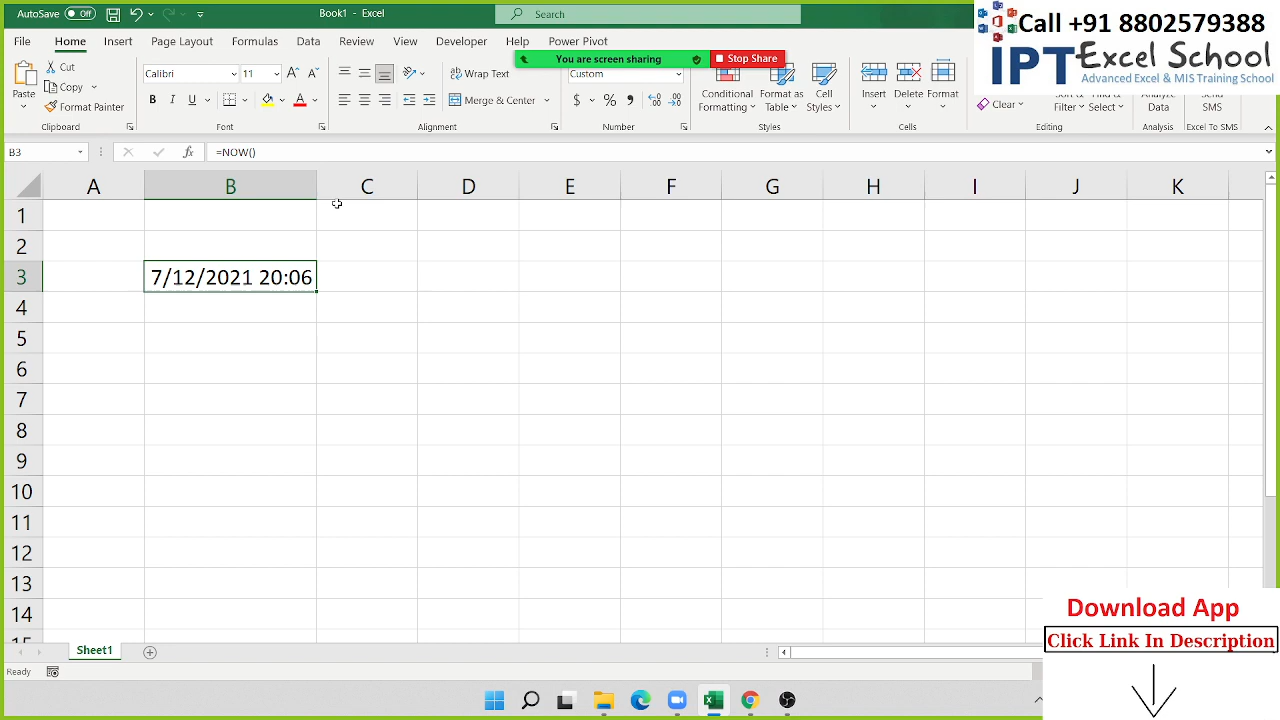 AutoSave Off Book1 - Excel Search
Call +91 8802579388
IPT Excel School
Advanced Excel & MIS Training School
File Home Insert Page Layout Formulas Data Review View Developer Help Power Pivot
You are screen sharing Stop Share
Paste Cut Copy Format Painter
Calibri 11
B I U
Wrap Text
Merge & Center
Custom
$ % ,
Conditional Formatting
Format as Table
Cell Styles
Insert Delete Format
Clear
Filter Select
Data
SMS
Clipboard Font Alignment Number Styles Cells Editing Analysis Excel To SMS
B3 fx =NOW()
A B C D E F G H I J K
1
2
3 7/12/2021 20:06
4
5
6
7
8
9
10
11
12
13
14
Sheet1
Ready
Download App
Click Link In Description